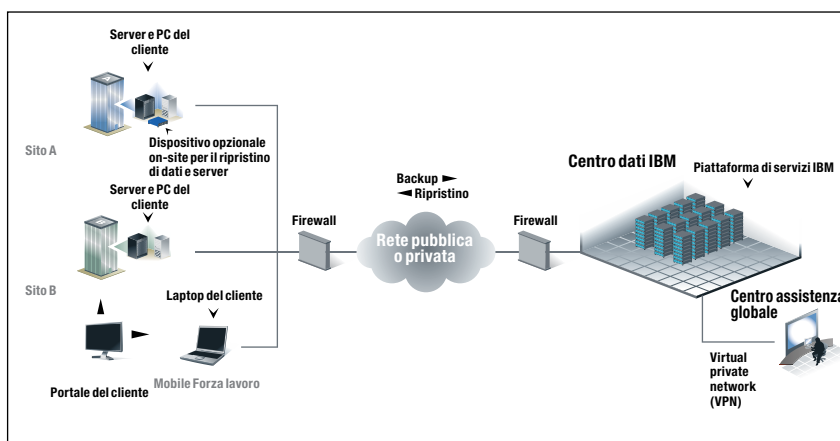 Server e PC del
cliente
Sito A
Dispositivo opzionale
on-site per il ripristino
di dati e server
Server e PC del
cliente
Sito B
Laptop del cliente
Portale del cliente
Mobile Forza lavoro
Firewall
Backup
Ripristino
Rete pubblica
o privata
Firewall
Centro dati IBM
Piattaforma di servizi IBM
Centro assistenza
globale
Virtual
private
network
(VPN)